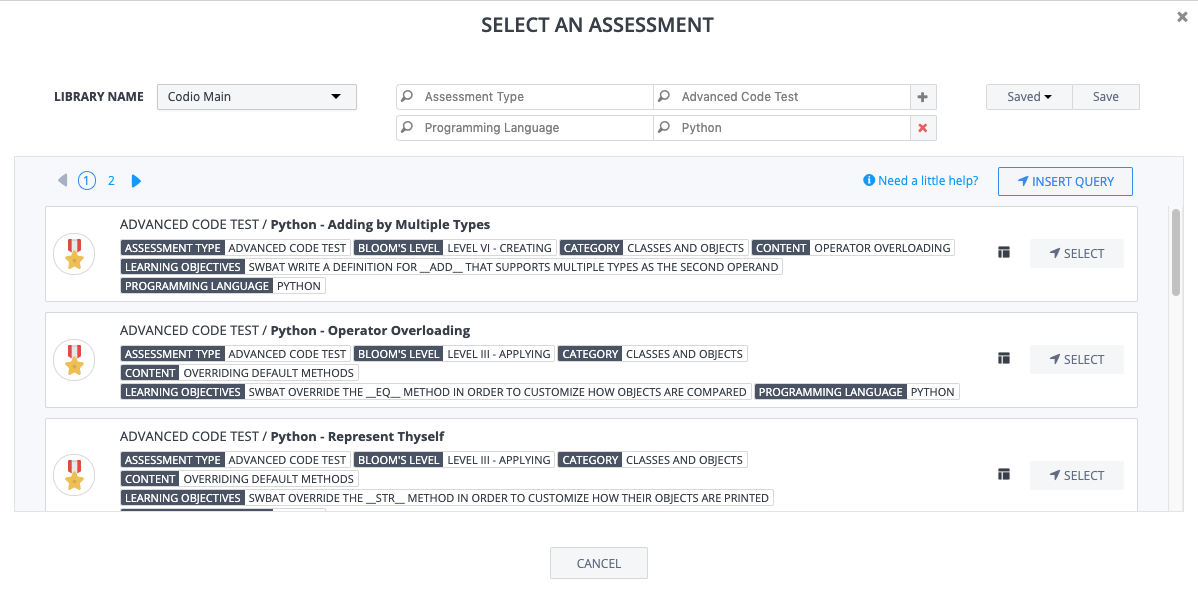 SELECT AN ASSESSMENT
LIBRARY NAME Codio Main Assessment Type Advanced Code Test Saved Save
Programming Language Python
1 2 Need a little help? INSERT QUERY
ADVANCED CODE TEST / Python - Adding by Multiple Types
ASSESSMENT TYPE ADVANCED CODE TEST BLOOM'S LEVEL LEVEL VI - CREATING CATEGORY CLASSES AND OBJECTS CONTENT OPERATOR OVERLOADING
SELECT
LEARNING OBJECTIVES SWBAT WRITE A DEFINITION FOR __ADD__ THAT SUPPORTS MULTIPLE TYPES AS THE SECOND OPERAND
PROGRAMMING LANGUAGE PYTHON
ADVANCED CODE TEST / Python - Operator Overloading
ASSESSMENT TYPE ADVANCED CODE TEST BLOOM'S LEVEL LEVEL III - APPLYING CATEGORY CLASSES AND OBJECTS
SELECT
CONTENT OVERRIDING DEFAULT METHODS
LEARNING OBJECTIVES SWBAT OVERRIDE THE __EQ__ METHOD IN ORDER TO CUSTOMIZE HOW OBJECTS ARE COMPARED PROGRAMMING LANGUAGE PYTHON
ADVANCED CODE TEST / Python - Represent Thyself
ASSESSMENT TYPE ADVANCED CODE TEST BLOOM'S LEVEL LEVEL III - APPLYING CATEGORY CLASSES AND OBJECTS
CONTENT OVERRIDING DEFAULT METHODS
SELECT
LEARNING OBJECTIVES SWBAT OVERRIDE THE __STR__ METHOD IN ORDER TO CUSTOMIZE HOW THEIR OBJECTS ARE PRINTED
CANCEL